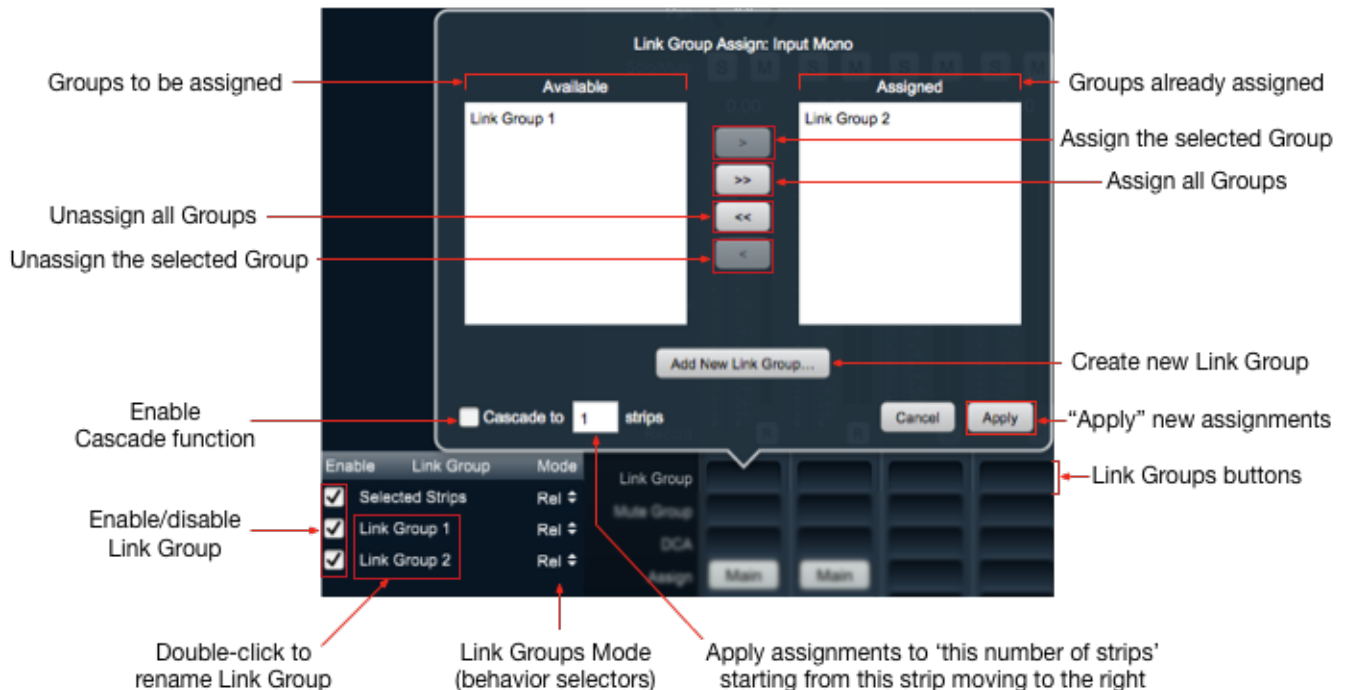 Link Group Assign: Input Mono
Groups to be assigned
Available
Assigned
Groups already assigned
Link Group 1
Link Group 2
>
Assign the selected Group
>>
Assign all Groups
Unassign all Groups
<<
Unassign the selected Group
<
Add New Link Group...
Create new Link Group
Enable
Cascade function
Cascade to 1 strips
Cancel
Apply
“Apply” new assignments
Enable Link Group Mode
Link Group
Link Groups buttons
Selected Strips Rel
Mute Group
Enable/disable
Link Group
Link Group 1 Rel
DCA
Link Group 2 Rel
Assign
Main
Main
Double-click to
rename Link Group
Link Groups Mode
(behavior selectors)
Apply assignments to ‘this number of strips’
starting from this strip moving to the right